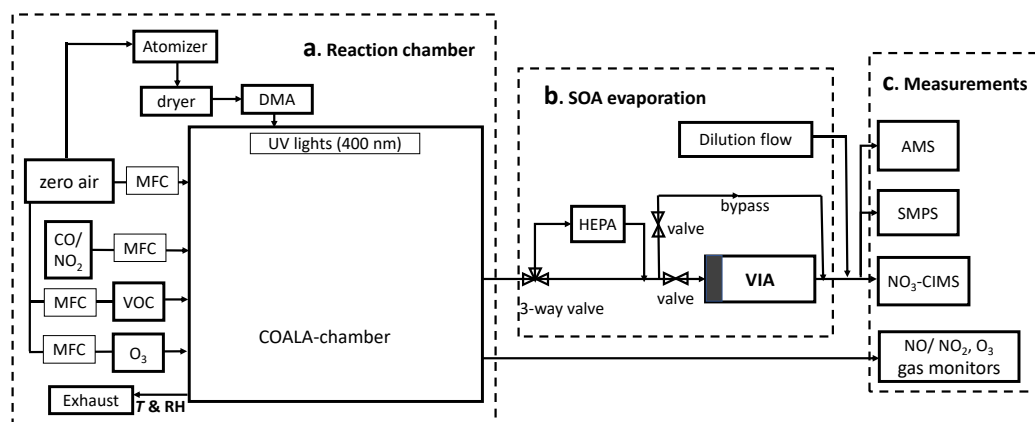 a. Reaction chamber
Atomizer
dryer
DMA
UV lights (400 nm)
zero air
MFC
CO/
NO₂
MFC
MFC
VOC
MFC
O₃
COALA-chamber
Exhaust
T & RH
b. SOA evaporation
Dilution flow
HEPA
bypass
valve
VIA
valve
3-way valve
c. Measurements
AMS
SMPS
NO₃-CIMS
NO/ NO₂, O₃
gas monitors